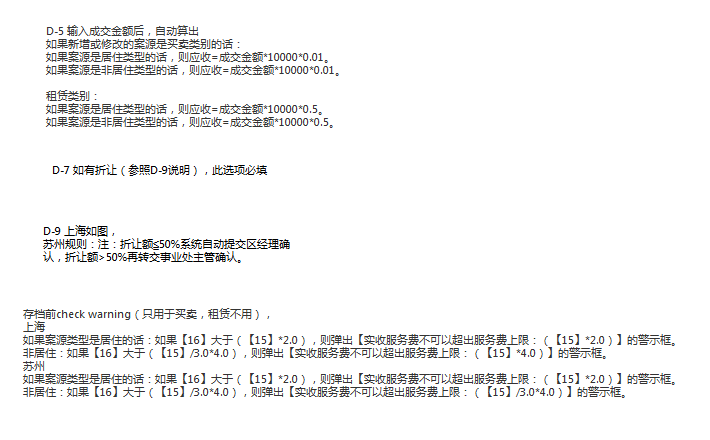 D-5 输入成交金额后，自动算出
如果新增或修改的案源是买卖类别的话：
如果案源是居住类型的话，则应收=成交金额*10000*0.01。
如果案源是非居住类型的话，则应收=成交金额*10000*0.01。
租赁类别：
如果案源是居住类型的话，则应收=成交金额*10000*0.5。
如果案源是非居住类型的话，则应收=成交金额*10000*0.5。
D-7 如有折让（参照D-9说明），此选项必填
D-9 上海如图，
苏州规则：注：折让额≦50%系统自动提交区经理确
认，折让额>50%再转交事业处主管确认。
存档前check warning（只用于买卖，租赁不用），
上海
如果案源类型是居住的话：如果【16】大于（【15】*2.0），则弹出【实收服务费不可以超出服务费上限：（【15】*2.0）】的警示框。
非居住：如果【16】大于（【15】/3.0*4.0），则弹出【实收服务费不可以超出服务费上限：（【15】*4.0）】的警示框。
苏州
如果案源类型是居住的话：如果【16】大于（【15】*2.0），则弹出【实收服务费不可以超出服务费上限：（【15】*2.0）】的警示框。
非居住：如果【16】大于（【15】/3.0*4.0），则弹出【实收服务费不可以超出服务费上限：（【15】/3.0*4.0）】的警示框。